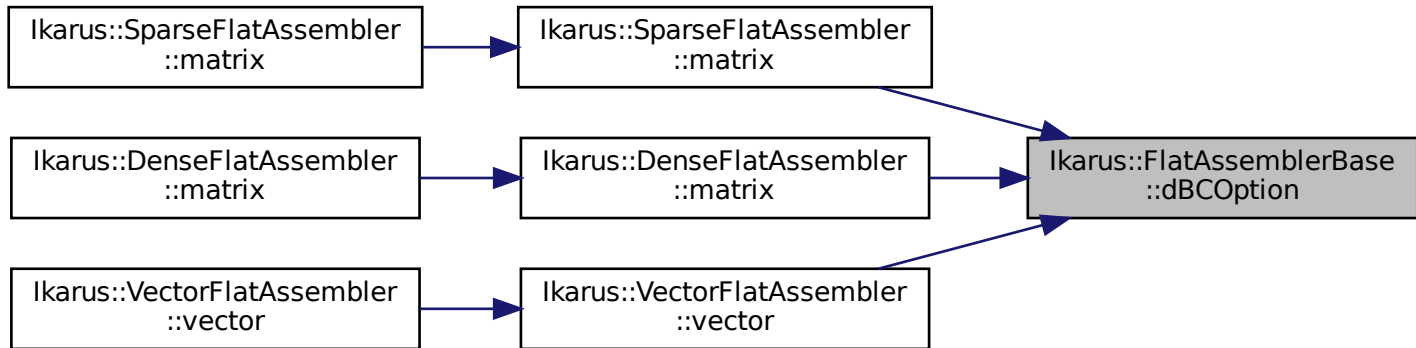 Ikarus::SparseFlatAssembler
::matrix
Ikarus::SparseFlatAssembler
::matrix
Ikarus::DenseFlatAssembler
::matrix
Ikarus::DenseFlatAssembler
::matrix
Ikarus::FlatAssemblerBase
::dBCOption
Ikarus::VectorFlatAssembler
::vector
Ikarus::VectorFlatAssembler
::vector